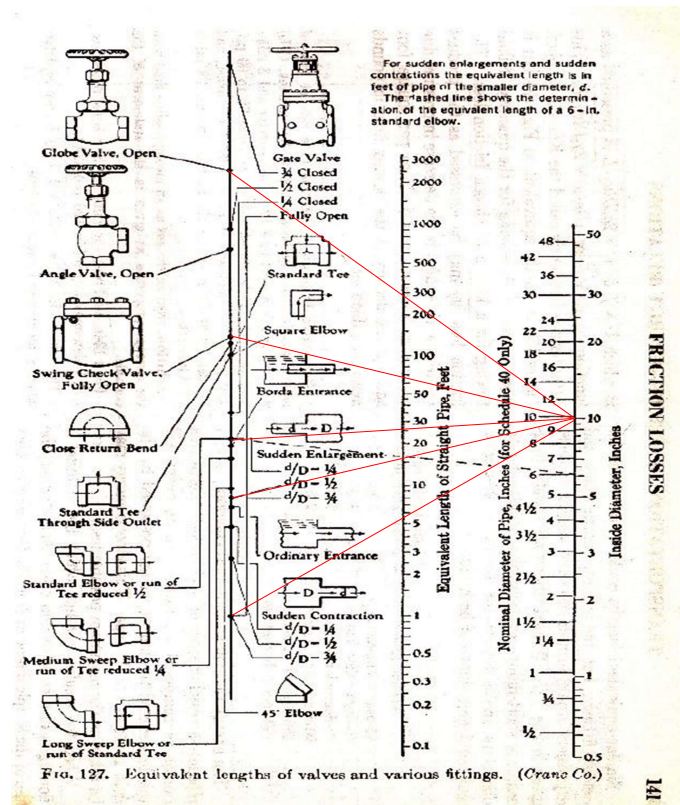 For sudden enlargements and sudden
contractions the equivalent length is in
feet of pipe of the smaller diameter, d.
The dashed line shows the determin-
ation of the equivalent length of a 6-in.
standard elbow.
Globe Valve, Open
Angle Valve, Open
Swing Check Valve,
Fully Open
Close Return Bend
Standard Tee
Through Side Outlet
Standard Elbow or run of
Tee reduced ½
Medium Sweep Elbow or
run of Tee reduced ¼
Long Sweep Elbow or
run of Standard Tee
Gate Valve
¾ Closed
½ Closed
¼ Closed
Fully Open
Standard Tee
Square Elbow
Borda Entrance
d D
Sudden Enlargement
d/D = ¼
d/D = ½
d/D = ¾
Ordinary Entrance
D d
Sudden Contraction
d/D = ¼
d/D = ½
d/D = ¾
45° Elbow
3000
2000
1000
500
300
200
100
50
30
20
10
5
3
2
1
0.5
0.3
0.2
0.1
Equivalent Length of Straight Pipe, Feet
Nominal Diameter of Pipe, Inches (for Schedule 40 Only)
48
42
36
30
24
22
20
18
16
14
12
10
9
8
7
6
5
4½
4
3½
3
2½
2
1½
1¼
1
¾
½
50
30
20
10
5
3
2
1
0.5
Inside Diameter, Inches
FRICTION LOSSES
141
Fig. 127. Equivalent lengths of valves and various fittings. (Crane Co.)